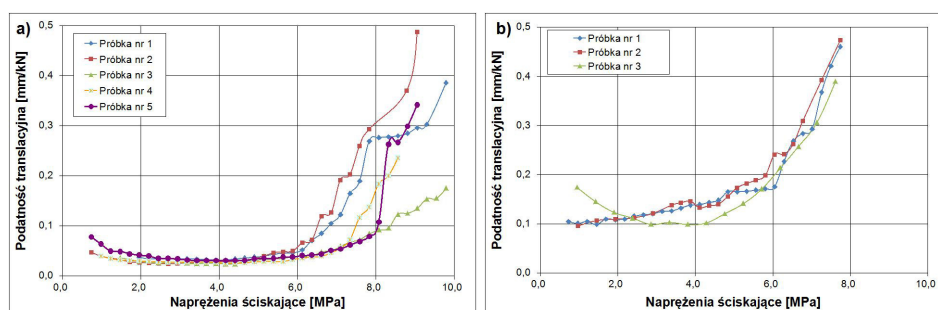 a)
Podatność translacyjna [mm/kN]
0,5
0,4
0,3
0,2
0,1
0,0
Próbka nr 1
Próbka nr 2
Próbka nr 3
Próbka nr 4
Próbka nr 5
0,0 2,0 4,0 6,0 8,0 10,0
Naprężenia ściskające [MPa]
b)
Podatność translacyjna [mm/kN]
0,5
0,4
0,3
0,2
0,1
0,0
Próbka nr 1
Próbka nr 2
Próbka nr 3
0,0 2,0 4,0 6,0 8,0 10,0
Naprężenia ściskające [MPa]